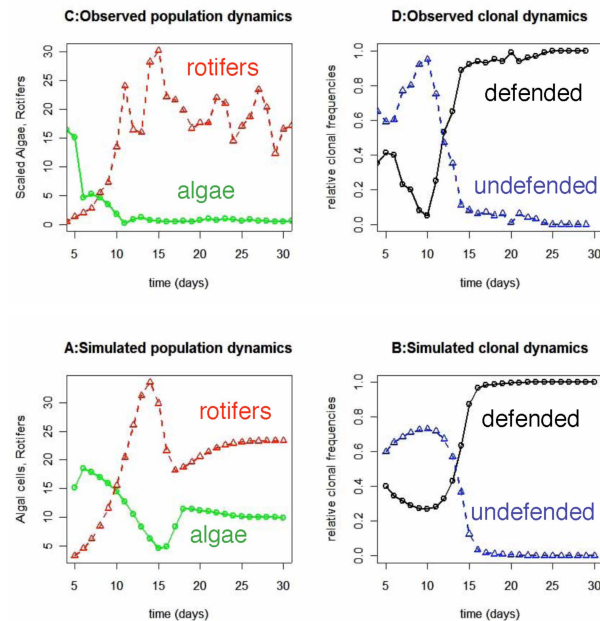 C:Observed population dynamics
Scaled Algae, Rotifers
30
25
20
15
10
5
0
rotifers
algae
5 10 15 20 25 30
time (days)
D:Observed clonal dynamics
relative clonal frequencies
1.0
0.8
0.6
0.4
0.2
0.0
defended
undefended
5 10 15 20 25 30
time (days)
A:Simulated population dynamics
Algal cells, Rotifers
30
25
20
15
10
5
rotifers
algae
5 10 15 20 25 30
time (days)
B:Simulated clonal dynamics
relative clonal frequencies
1.0
0.8
0.6
0.4
0.2
0.0
defended
undefended
5 10 15 20 25 30
time (days)